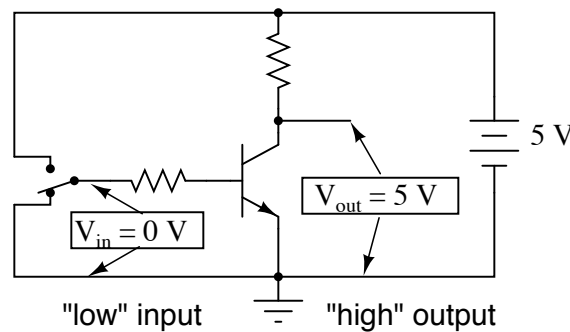 5 V
V_out = 5 V
V_in = 0 V
"low" input
"high" output